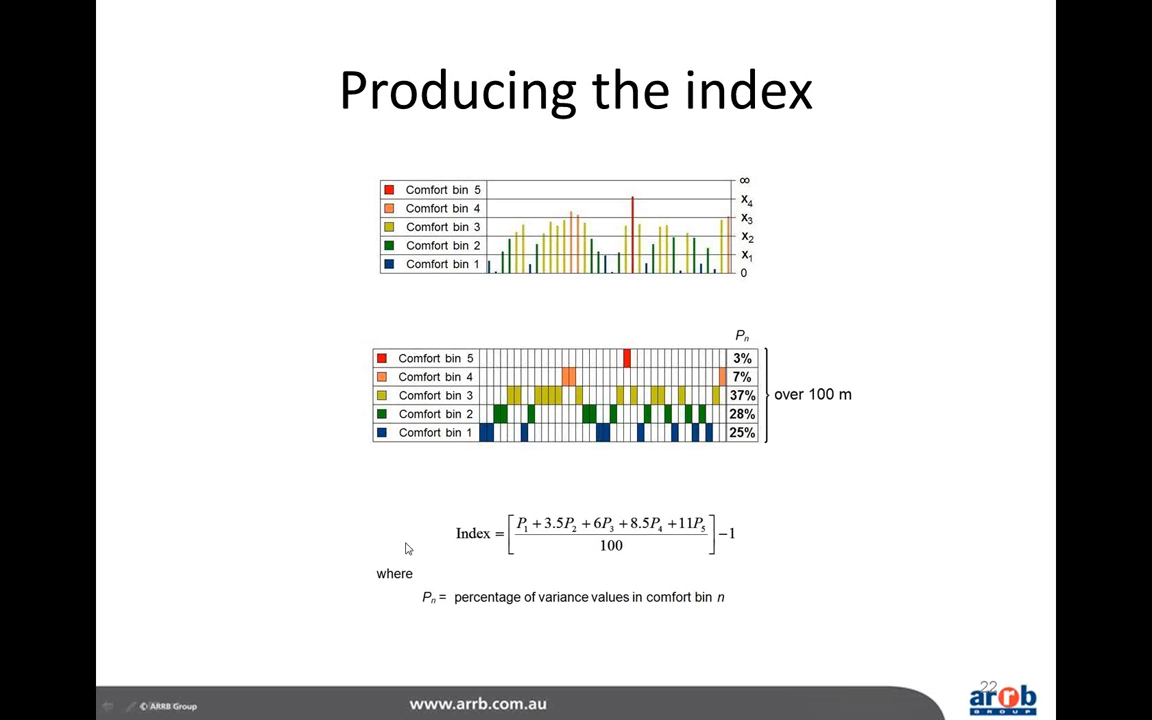 Producing the index
Comfort bin 5
Comfort bin 4
Comfort bin 3
Comfort bin 2
Comfort bin 1
∞
x4
x3
x2
x1
0
Pn
Comfort bin 5 3%
Comfort bin 4 7%
Comfort bin 3 37%
Comfort bin 2 28%
Comfort bin 1 25%
over 100 m
Index = [ P1 + 3.5P2 + 6P3 + 8.5P4 + 11P5 / 100 ] − 1
where
Pn = percentage of variance values in comfort bin n
© ARRB Group
www.arrb.com.au
22
arrb
GROUP